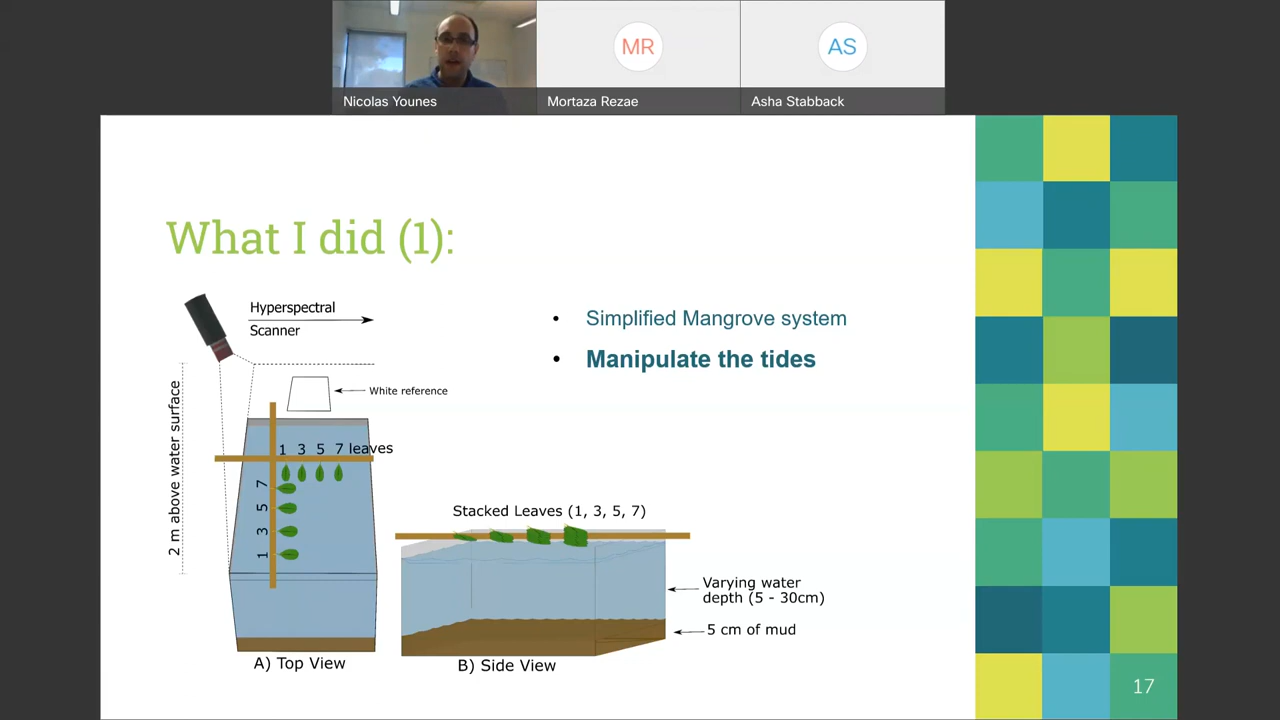 MR
AS
Nicolas Younes
Mortaza Rezae
Asha Stabback
What I did (1):
Hyperspectral
Scanner
White reference
2 m above water surface
1 3 5 7 leaves
7
5
3
1
A) Top View
• Simplified Mangrove system
• Manipulate the tides
Stacked Leaves (1, 3, 5, 7)
Varying water
depth (5 - 30cm)
5 cm of mud
B) Side View
17